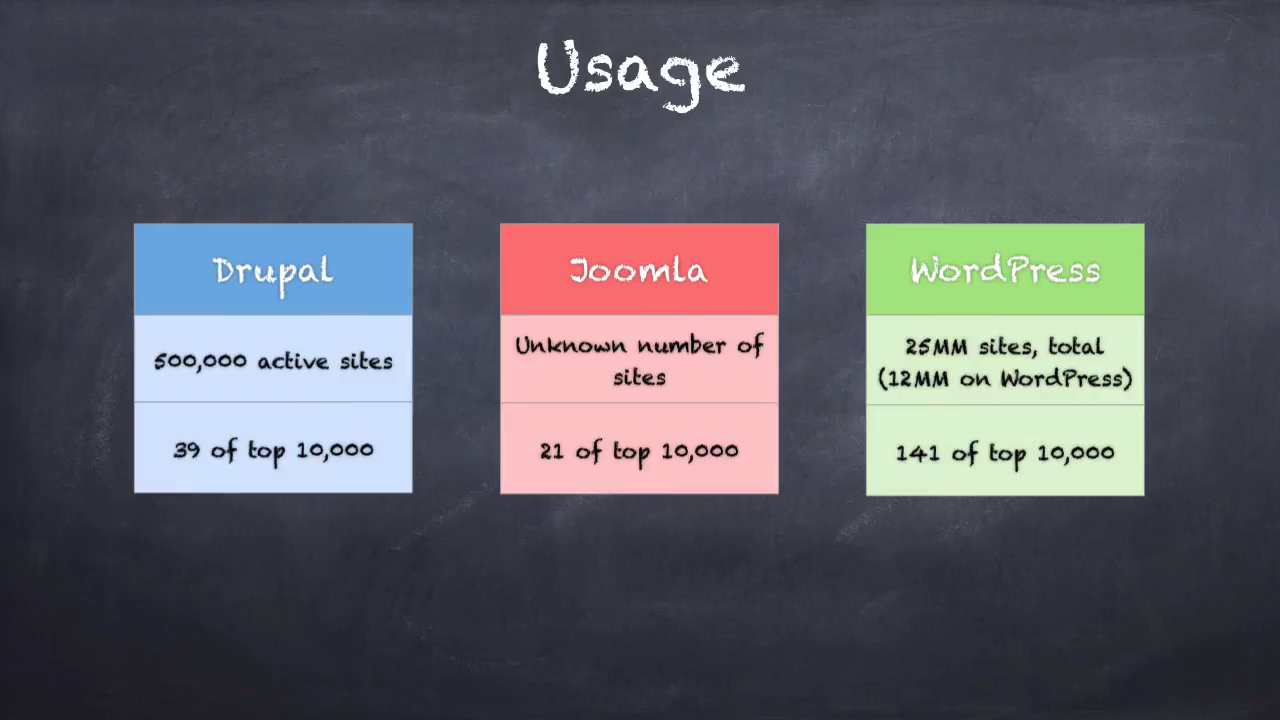 Usage
Drupal
500,000 active sites
39 of top 10,000
Joomla
Unknown number of
sites
21 of top 10,000
WordPress
25MM sites, total
(12MM on WordPress)
141 of top 10,000